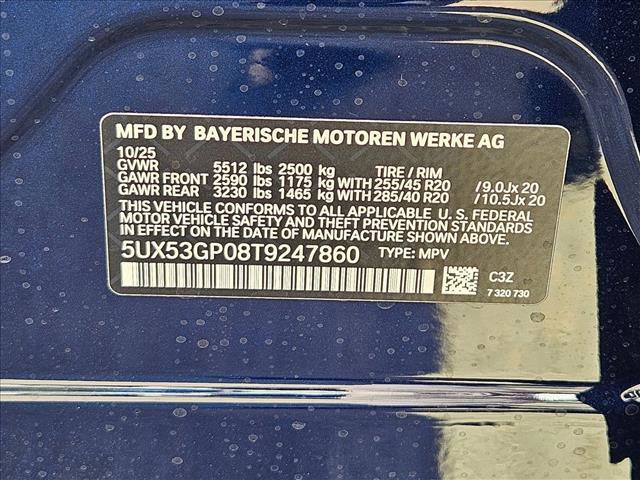 MFD BY BAYERISCHE MOTOREN WERKE AG
10/25
GVWR 5512 lbs 2500 kg TIRE / RIM
GAWR FRONT 2590 lbs 1175 kg WITH 255/45 R20 /9.0Jx 20
GAWR REAR 3230 lbs 1465 kg WITH 285/40 R20 /10.5Jx 20
THIS VEHICLE CONFORMS TO ALL APPLICABLE U. S. FEDERAL
MOTOR VEHICLE SAFETY AND THEFT PREVENTION STANDARDS
IN EFFECT ON THE DATE OF MANUFACTURE SHOWN ABOVE.
5UX53GP08T9247860 TYPE: MPV
C3Z
7 320 730